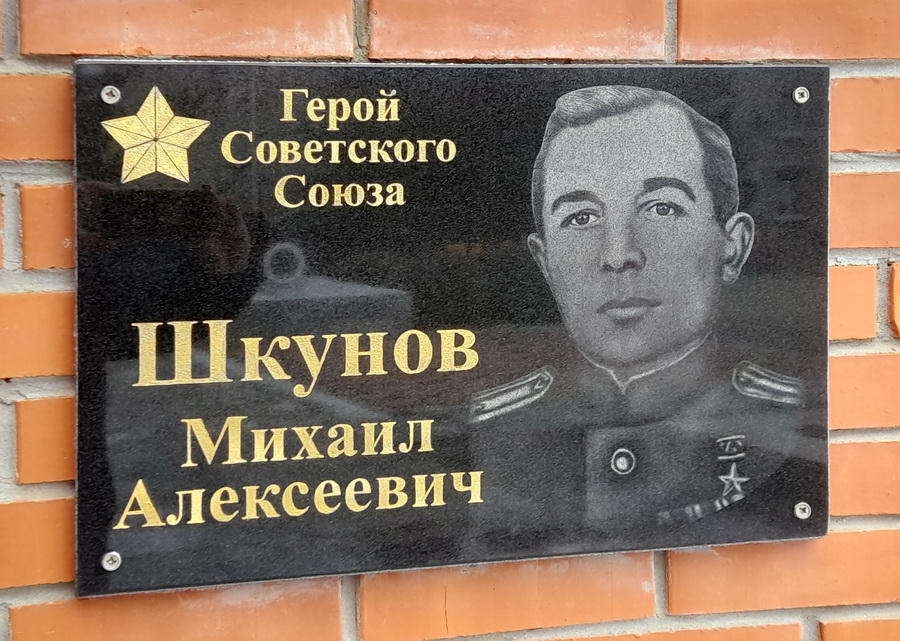 Герой
Советского
Союза
Шкунов
Михаил
Алексеевич